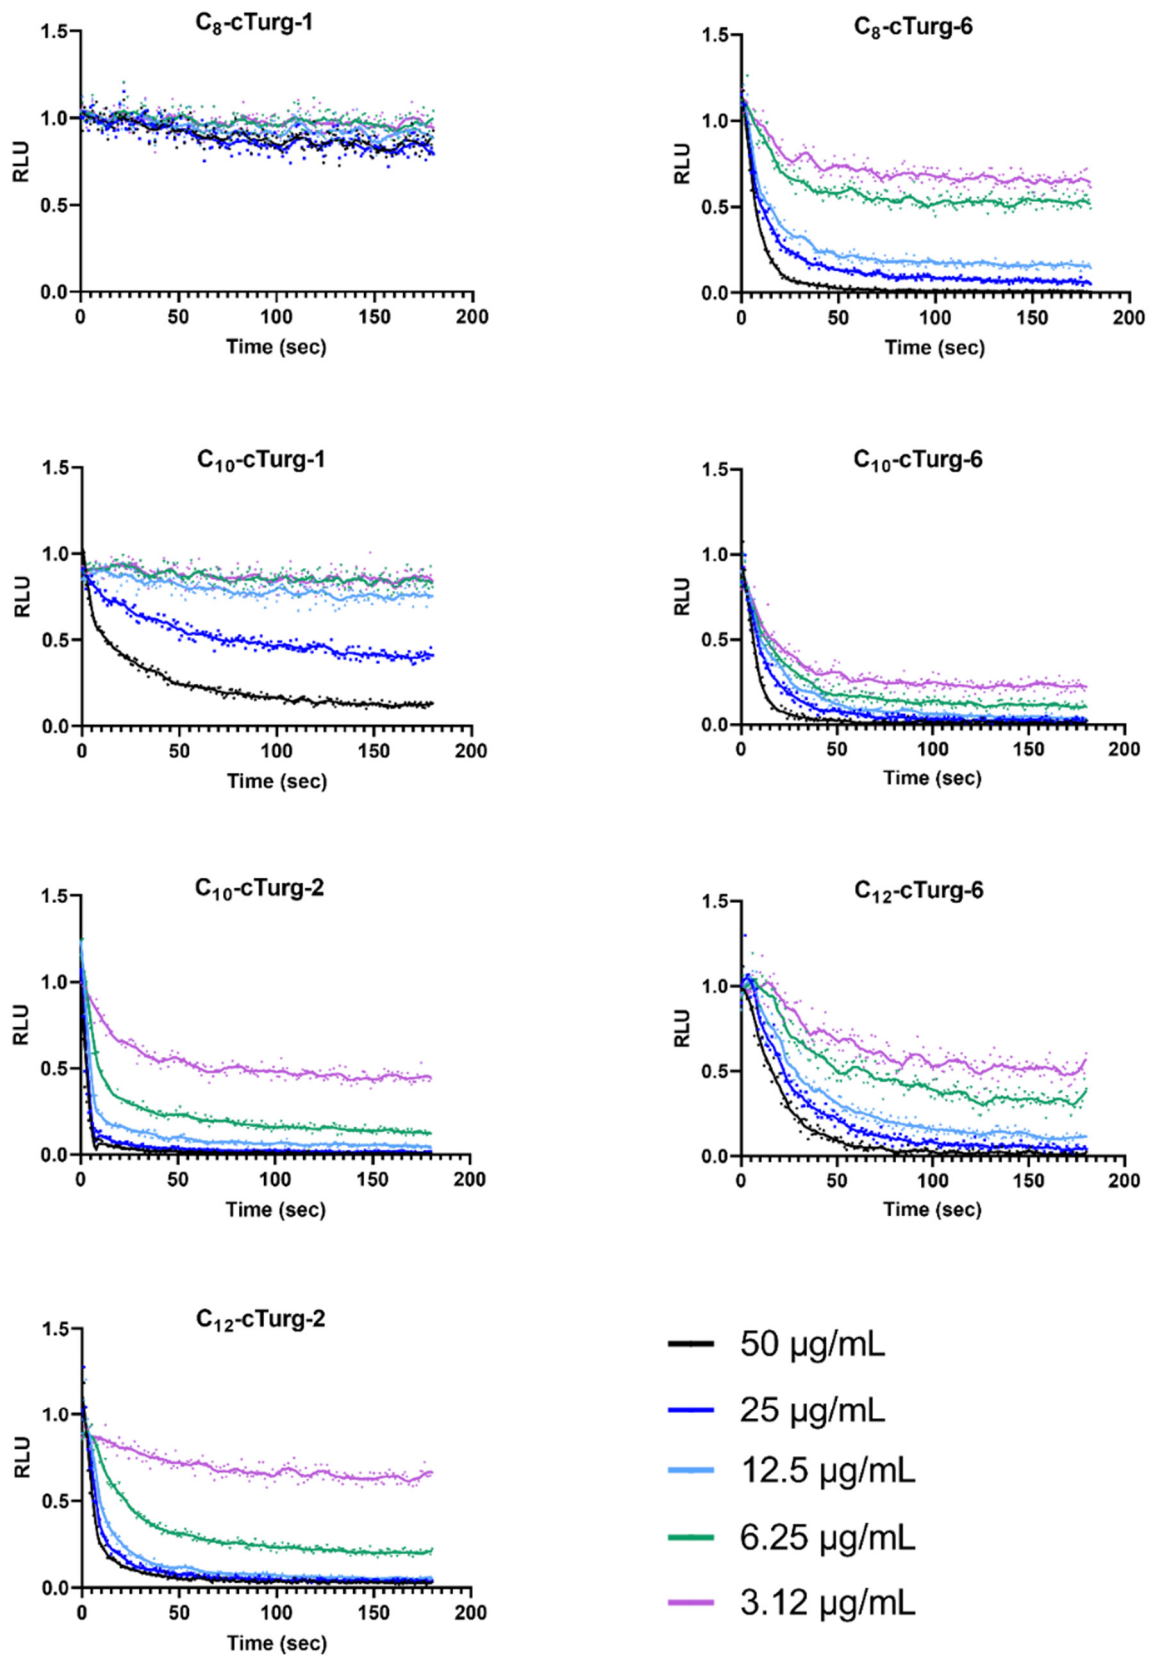 C8-cTurg-1
1.5
1.0
0.5
0.0
RLU
0 50 100 150 200
Time (sec)
C8-cTurg-6
1.5
1.0
0.5
0.0
RLU
0 50 100 150 200
Time (sec)
C10-cTurg-1
1.5
1.0
0.5
0.0
RLU
0 50 100 150 200
Time (sec)
C10-cTurg-6
1.5
1.0
0.5
0.0
RLU
0 50 100 150 200
Time (sec)
C10-cTurg-2
1.5
1.0
0.5
0.0
RLU
0 50 100 150 200
Time (sec)
C12-cTurg-6
1.5
1.0
0.5
0.0
RLU
0 50 100 150 200
Time (sec)
C12-cTurg-2
1.5
1.0
0.5
0.0
RLU
0 50 100 150 200
Time (sec)
50 µg/mL
25 µg/mL
12.5 µg/mL
6.25 µg/mL
3.12 µg/mL